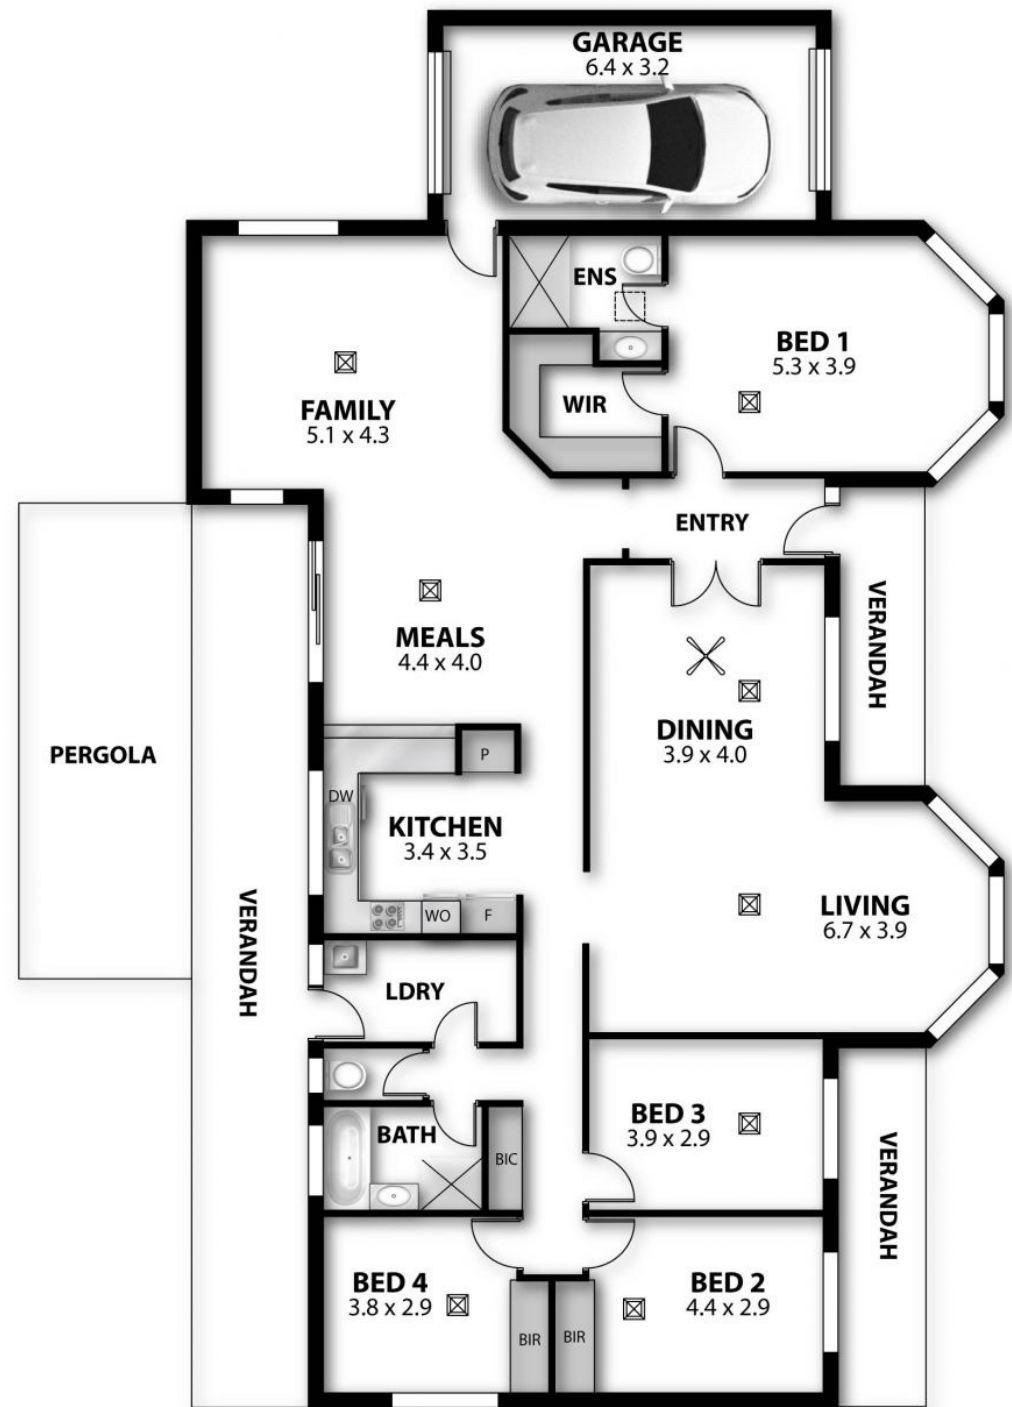 GARAGE
6.4 x 3.2
ENS
BED 1
5.3 x 3.9
FAMILY
5.1 x 4.3
WIR
ENTRY
VERANDAH
MEALS
4.4 x 4.0
DINING
3.9 x 4.0
PERGOLA
P
DW
KITCHEN
3.4 x 3.5
WO
F
VERANDAH
LIVING
6.7 x 3.9
LDRY
BED 3
3.9 x 2.9
BATH
BIC
VERANDAH
BED 4
3.8 x 2.9
BED 2
4.4 x 2.9
BIR
BIR